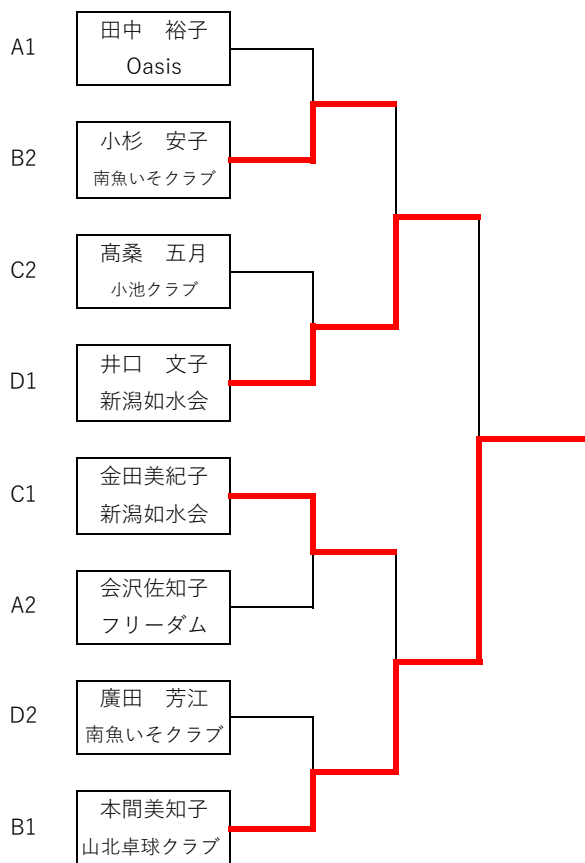 A1
田中　裕子
Oasis
B2
小杉　安子
南魚いそクラブ
C2
髙桑　五月
小池クラブ
D1
井口　文子
新潟如水会
C1
金田美紀子
新潟如水会
A2
会沢佐知子
フリーダム
D2
廣田　芳江
南魚いそクラブ
B1
本間美知子
山北卓球クラブ